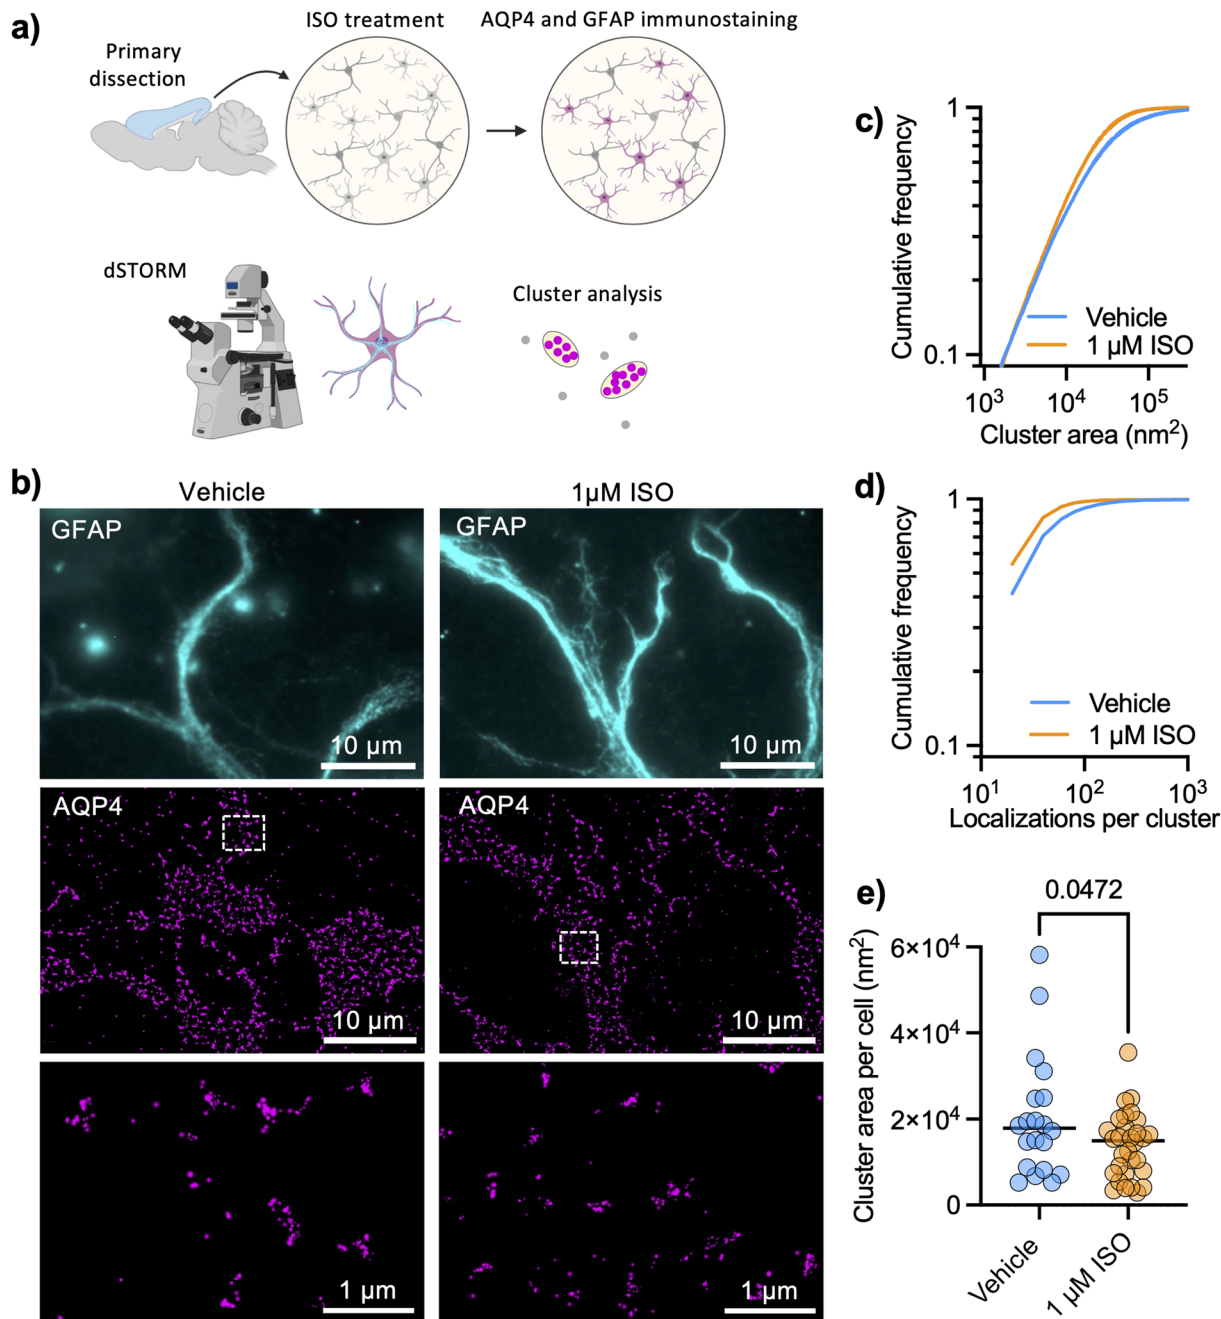 a)
Primary
dissection
ISO treatment
AQP4 and GFAP immunostaining
dSTORM
Cluster analysis
b)
Vehicle
1µM ISO
GFAP
10 µm
GFAP
10 µm
AQP4
10 µm
10 µm
1 µm
1 µm
c)
Cumulative frequency
1
0.1
Vehicle
1 µM ISO
10³
10⁴
10⁵
Cluster area (nm²)
d)
Cumulative frequency
1
0.1
Vehicle
1 µM ISO
10¹
10²
10³
Localizations per cluster
e)
0.0472
Cluster area per cell (nm²)
6×10⁴
4×10⁴
2×10⁴
0
Vehicle
1 µM ISO